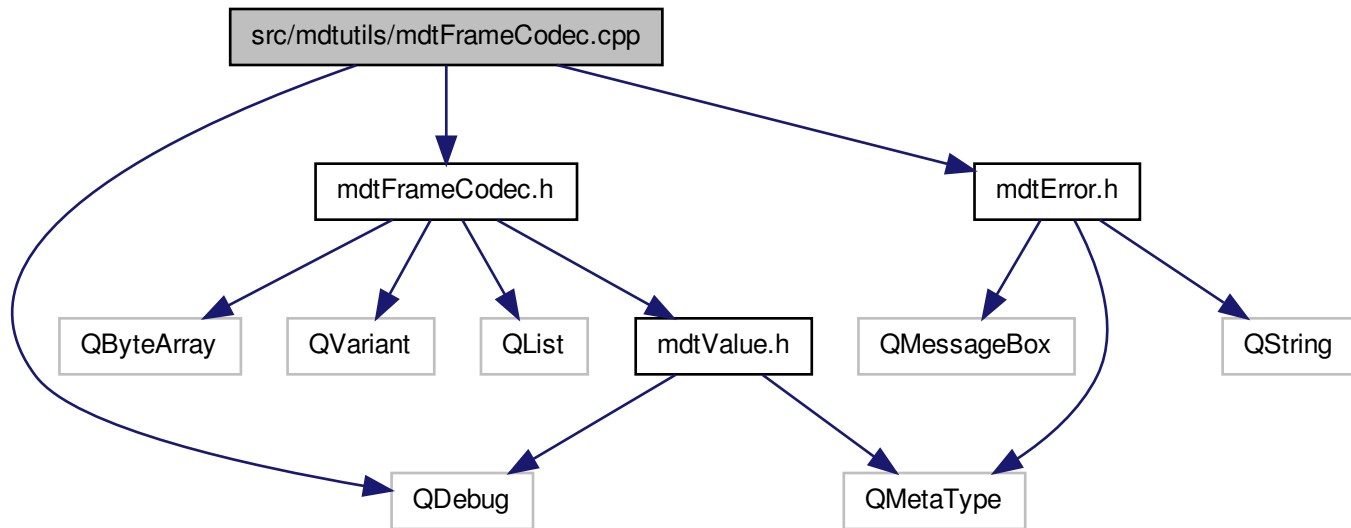 src/mdtutils/mdtFrameCodec.cpp
mdtFrameCodec.h
mdtError.h
QByteArray
QVariant
QList
mdtValue.h
QMessageBox
QString
QDebug
QMetaType